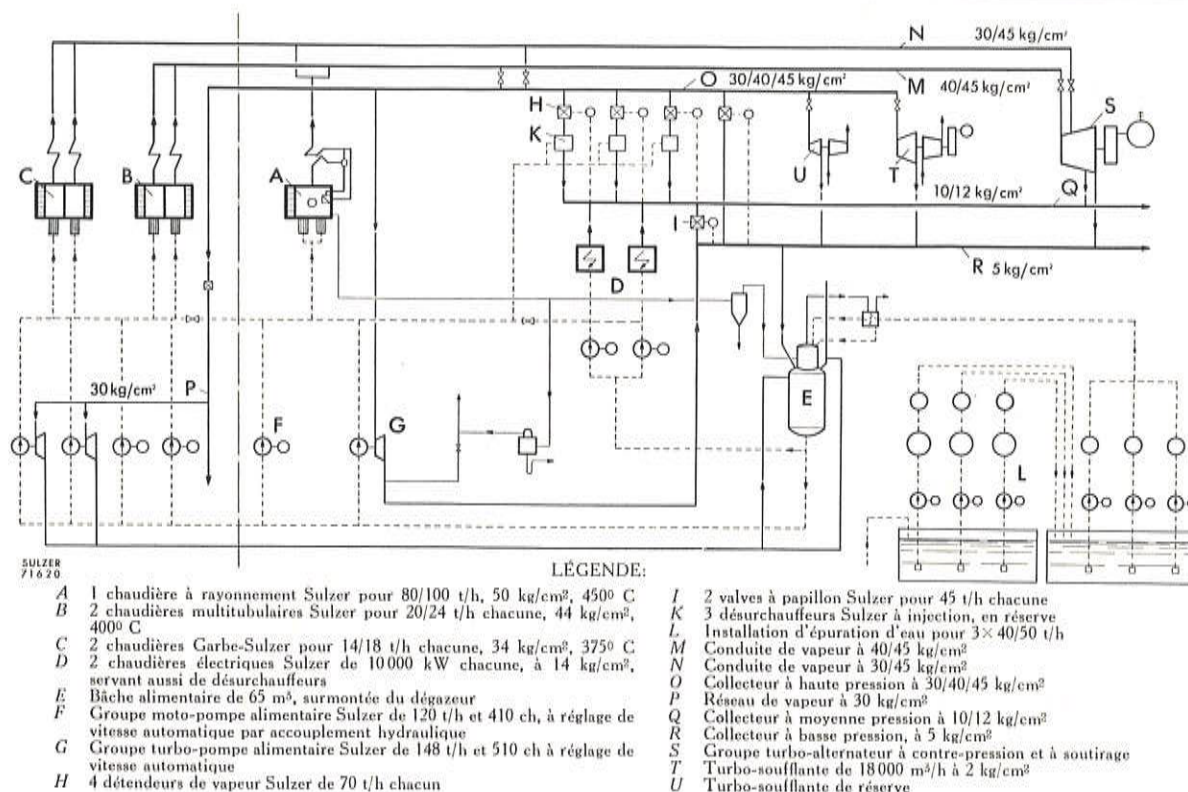 N 30/45 kg/cm²
O 30/40/45 kg/cm²
M 40/45 kg/cm²
H
S
K
C
B
A
U
T
10/12 kg/cm²
Q
I
R 5 kg/cm²
D
30 kg/cm²
P
E
F
G
L
SULZER
71620
LÉGENDE:
A 1 chaudière à rayonnement Sulzer pour 80/100 t/h, 50 kg/cm², 450° C
B 2 chaudières multitubulaires Sulzer pour 20/24 t/h chacune, 44 kg/cm²,
400° C
C 2 chaudières Garbe-Sulzer pour 14/18 t/h chacune, 34 kg/cm², 375° C
D 2 chaudières électriques Sulzer de 10000 kW chacune, à 14 kg/cm²,
servant aussi de désurchauffeurs
E Bâche alimentaire de 65 m³, surmontée du dégazeur
F Groupe moto-pompe alimentaire Sulzer de 120 t/h et 410 ch, à réglage de
vitesse automatique par accouplement hydraulique
G Groupe turbo-pompe alimentaire Sulzer de 148 t/h et 510 ch à réglage de
vitesse automatique
H 4 détendeurs de vapeur Sulzer de 70 t/h chacun
I 2 valves à papillon Sulzer pour 45 t/h chacune
K 3 désurchauffeurs Sulzer à injection, en réserve
L Installation d'épuration d'eau pour 3×40/50 t/h
M Conduite de vapeur à 40/45 kg/cm²
N Conduite de vapeur à 30/45 kg/cm²
O Collecteur à haute pression à 30/40/45 kg/cm²
P Réseau de vapeur à 30 kg/cm²
Q Collecteur à moyenne pression à 10/12 kg/cm²
R Collecteur à basse pression, à 5 kg/cm²
S Groupe turbo-alternateur à contre-pression et à soutirage
T Turbo-soufflante de 18000 m³/h à 2 kg/cm²
U Turbo-soufflante de réserve